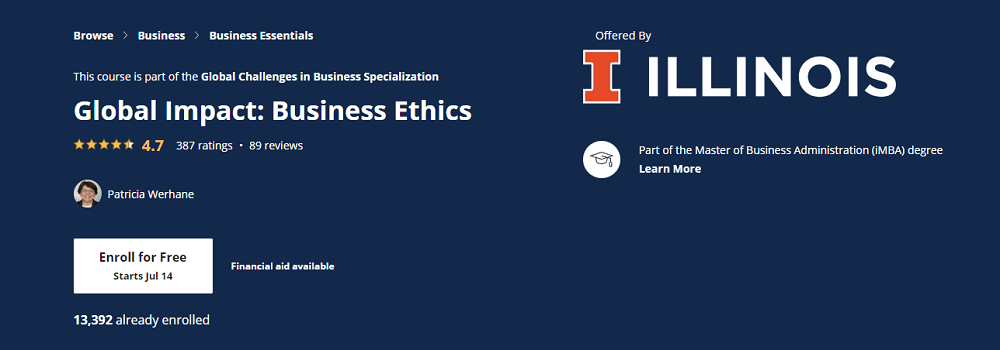 Browse > Business > Business Essentials
This course is part of the Global Challenges in Business Specialization
Global Impact: Business Ethics
4.7 387 ratings • 89 reviews
Patricia Werhane
Enroll for Free
Starts Jul 14
Financial aid available
13,392 already enrolled
Offered By
I ILLINOIS
Part of the Master of Business Administration (iMBA) degree
Learn More